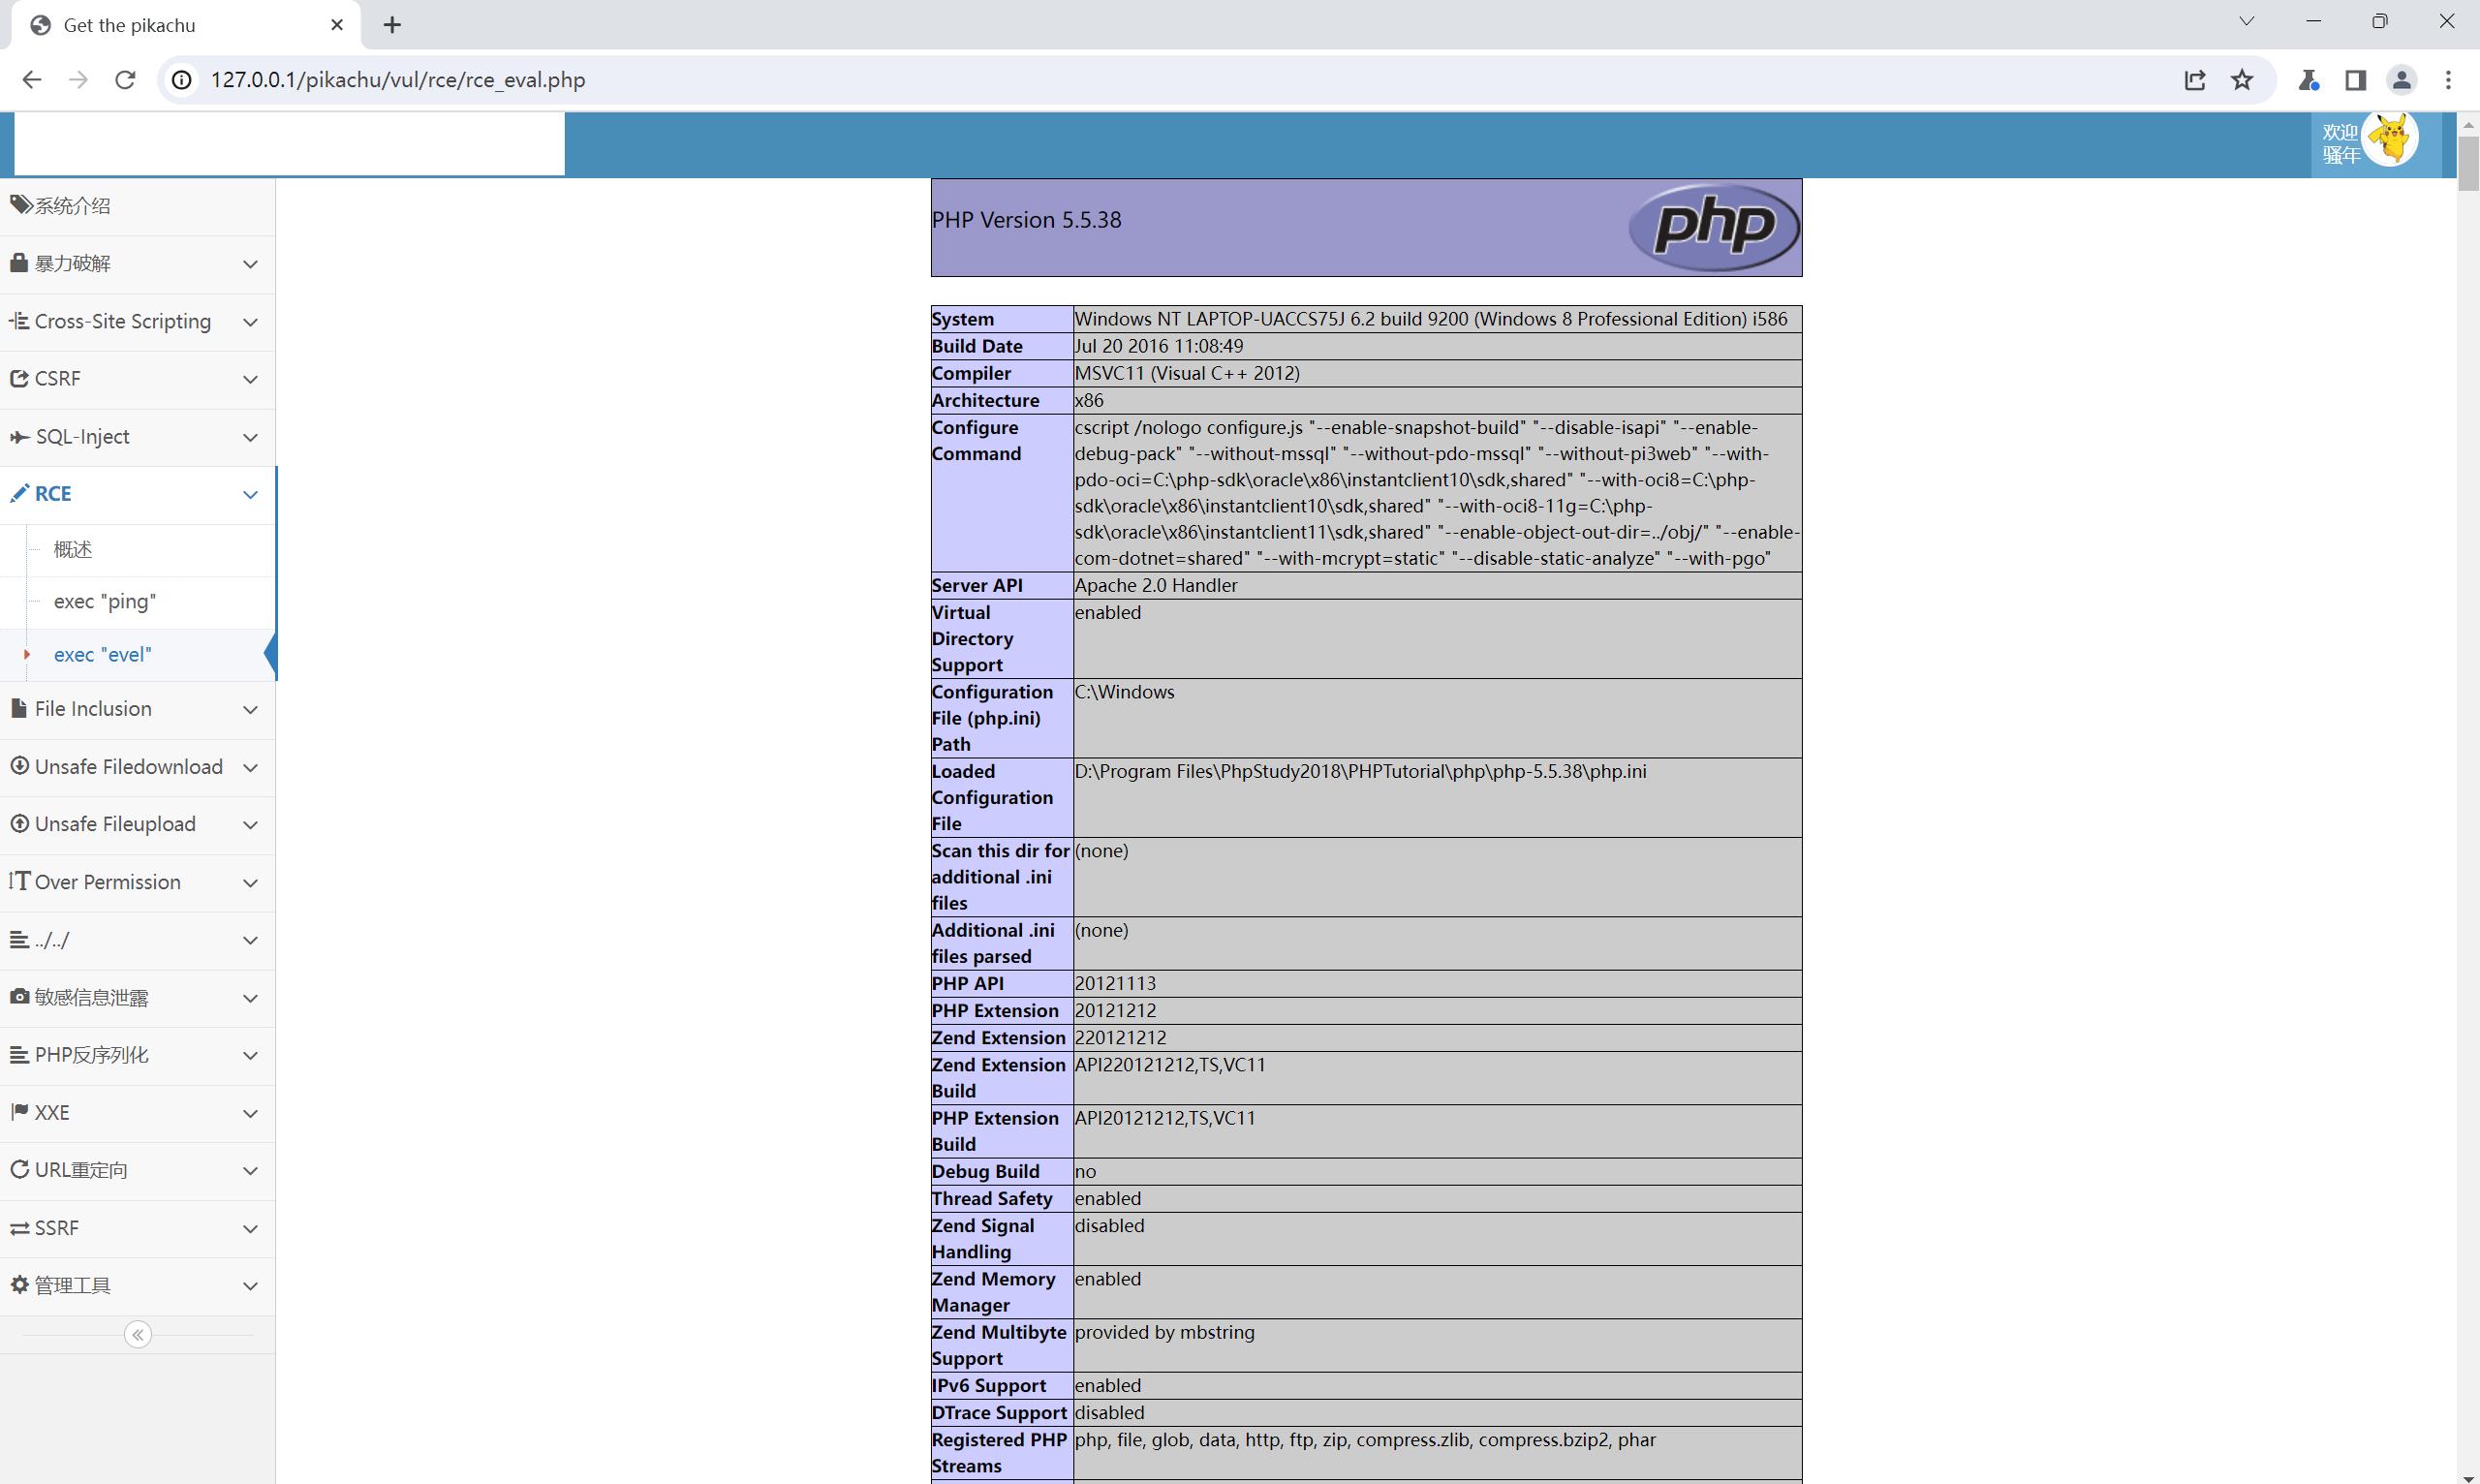 Get the pikachu
127.0.0.1/pikachu/vul/rce/rce_eval.php
欢迎
骚年
系统介绍
暴力破解
Cross-Site Scripting
CSRF
SQL-Inject
RCE
概述
exec "ping"
exec "evel"
File Inclusion
Unsafe Filedownload
Unsafe Fileupload
Over Permission
../../
敏感信息泄露
PHP反序列化
XXE
URL重定向
SSRF
管理工具
PHP Version 5.5.38
php
System Windows NT LAPTOP-UACCS75J 6.2 build 9200 (Windows 8 Professional Edition) i586
Build Date Jul 20 2016 11:08:49
Compiler MSVC11 (Visual C++ 2012)
Architecture x86
Configure cscript /nologo configure.js "--enable-snapshot-build" "--disable-isapi" "--enable-
Command debug-pack" "--without-mssql" "--without-pdo-mssql" "--without-pi3web" "--with-
pdo-oci=C:\php-sdk\oracle\x86\instantclient10\sdk,shared" "--with-oci8=C:\php-
sdk\oracle\x86\instantclient10\sdk,shared" "--with-oci8-11g=C:\php-
sdk\oracle\x86\instantclient11\sdk,shared" "--enable-object-out-dir=../obj/" "--enable-
com-dotnet=shared" "--with-mcrypt=static" "--disable-static-analyze" "--with-pgo"
Server API Apache 2.0 Handler
Virtual enabled
Directory
Support
Configuration C:\Windows
File (php.ini)
Path
Loaded D:\Program Files\PhpStudy2018\PHPTutorial\php\php-5.5.38\php.ini
Configuration
File
Scan this dir for (none)
additional .ini
files
Additional .ini (none)
files parsed
PHP API 20121113
PHP Extension 20121212
Zend Extension 220121212
Zend Extension API220121212,TS,VC11
Build
PHP Extension API20121212,TS,VC11
Build
Debug Build no
Thread Safety enabled
Zend Signal disabled
Handling
Zend Memory enabled
Manager
Zend Multibyte provided by mbstring
Support
IPv6 Support enabled
DTrace Support disabled
Registered PHP php, file, glob, data, http, ftp, zip, compress.zlib, compress.bzip2, phar
Streams